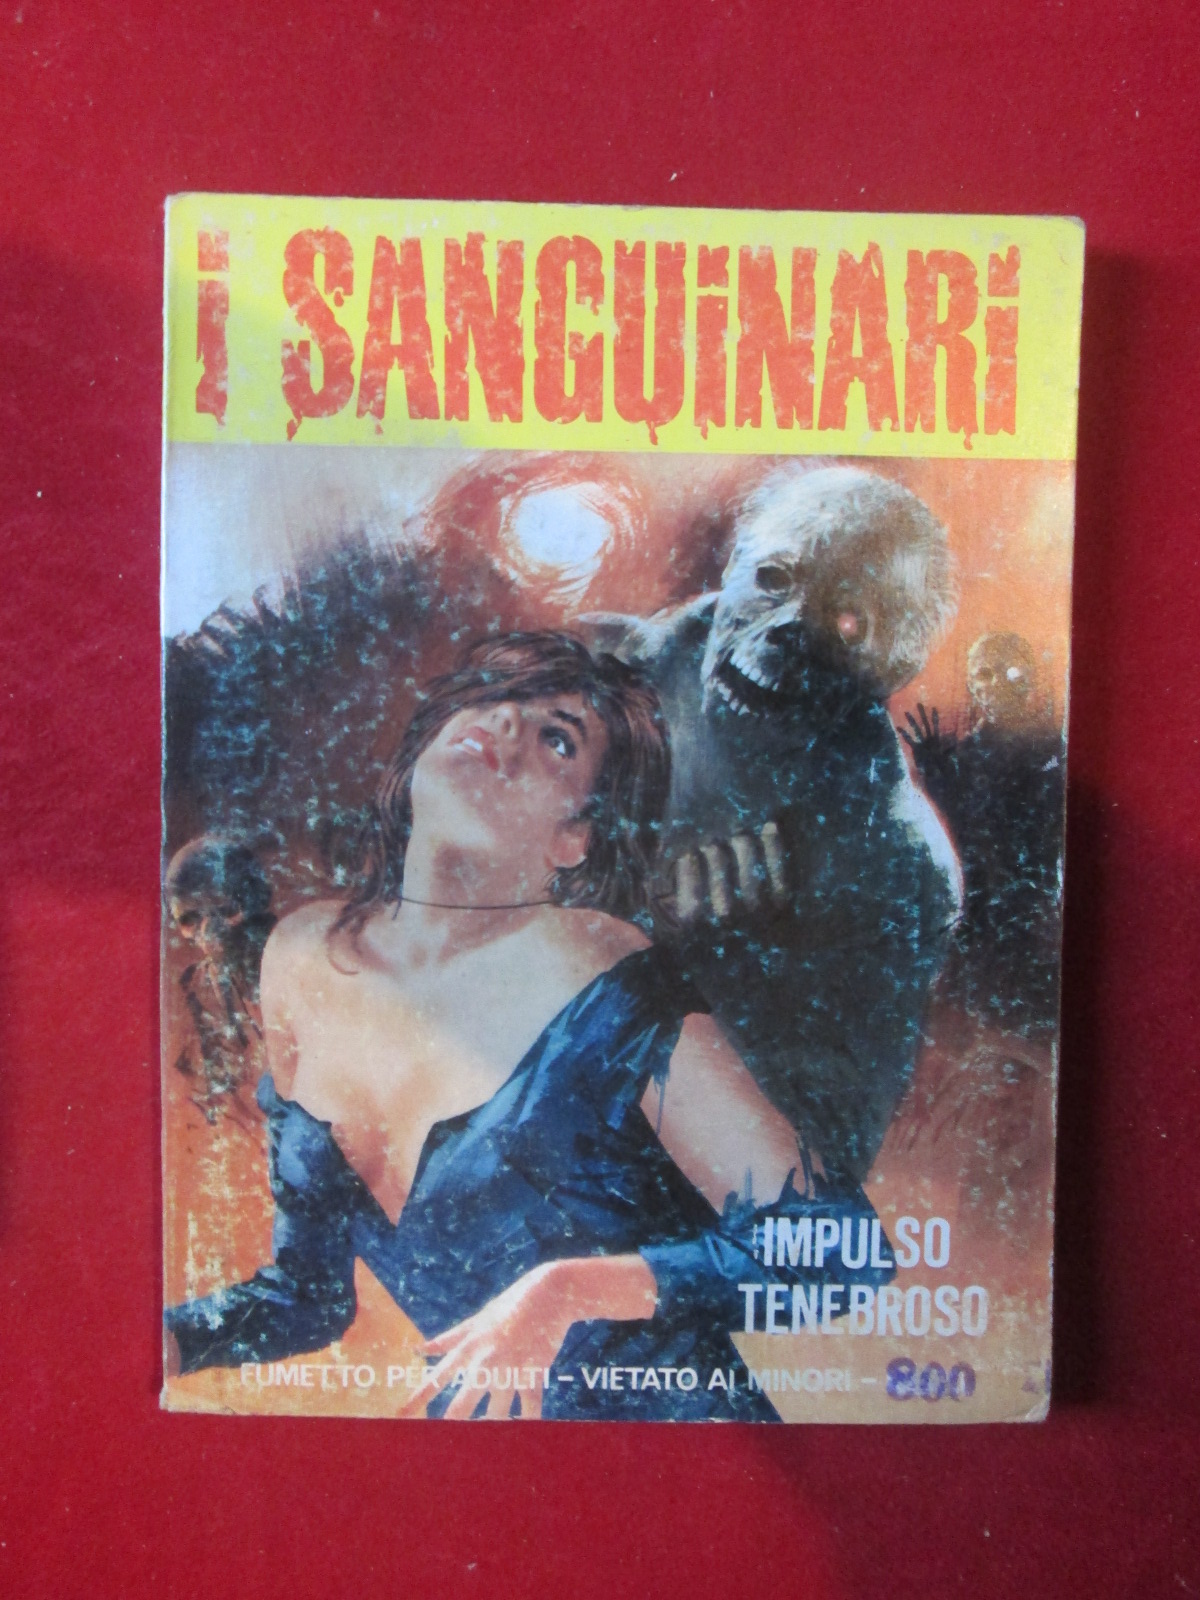 i SANGUiNARi
IMPULSO
TENEBROSO
FUMETTO PER ADULTI - VIETATO AI MINORI - 800